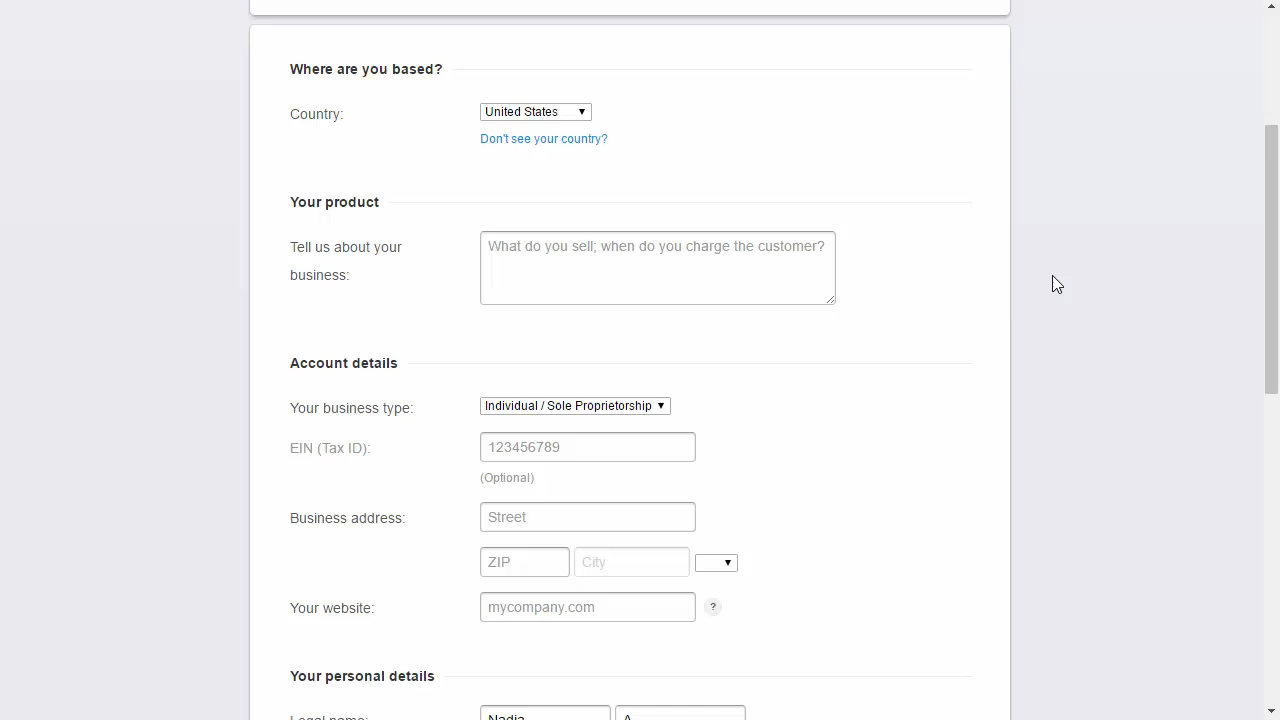 Where are you based?
Country: United States
Don't see your country?
Your product
Tell us about your business: What do you sell; when do you charge the customer?
Account details
Your business type: Individual / Sole Proprietorship
EIN (Tax ID): 123456789
(Optional)
Business address: Street
ZIP City
Your website: mycompany.com ?
Your personal details
Legal name: Nadia A